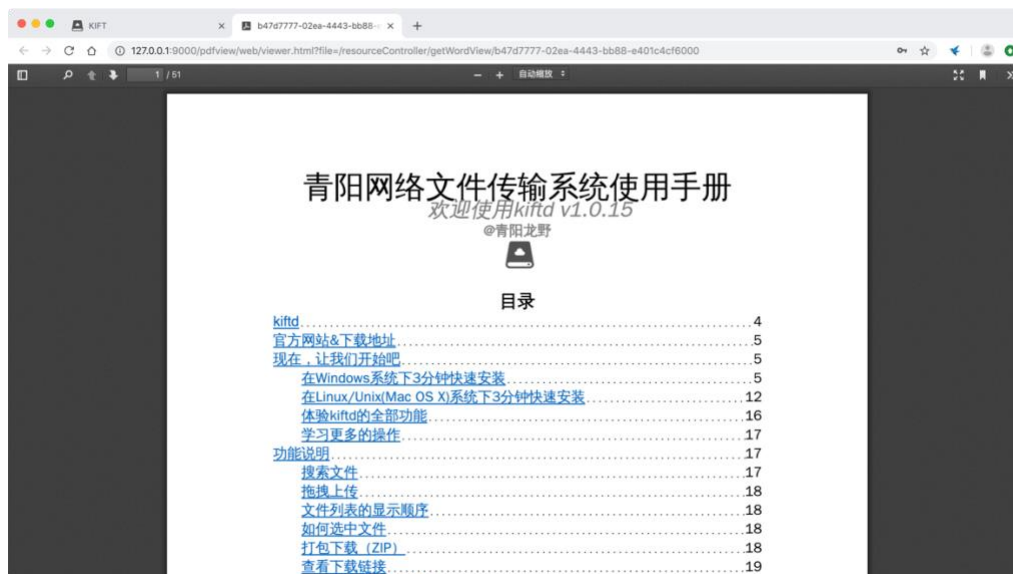 KIFT
b47d7777-02ea-4443-bb88-
127.0.0.1:9000/pdfview/web/viewer.html?file=/resourceController/getWordView/b47d7777-02ea-4443-bb88-e401c4cf6000
1 / 51
自动缩放
青阳网络文件传输系统使用手册
欢迎使用kiftd v1.0.15
@青阳龙野
目录
kiftd 4
官方网站&下载地址 5
现在，让我们开始吧 5
在Windows系统下3分钟快速安装 5
在Linux/Unix(Mac OS X)系统下3分钟快速安装 12
体验kiftd的全部功能 16
学习更多的操作 17
功能说明 17
搜索文件 17
拖拽上传 18
文件列表的显示顺序 18
如何选中文件 18
打包下载（ZIP） 18
查看下载链接 19